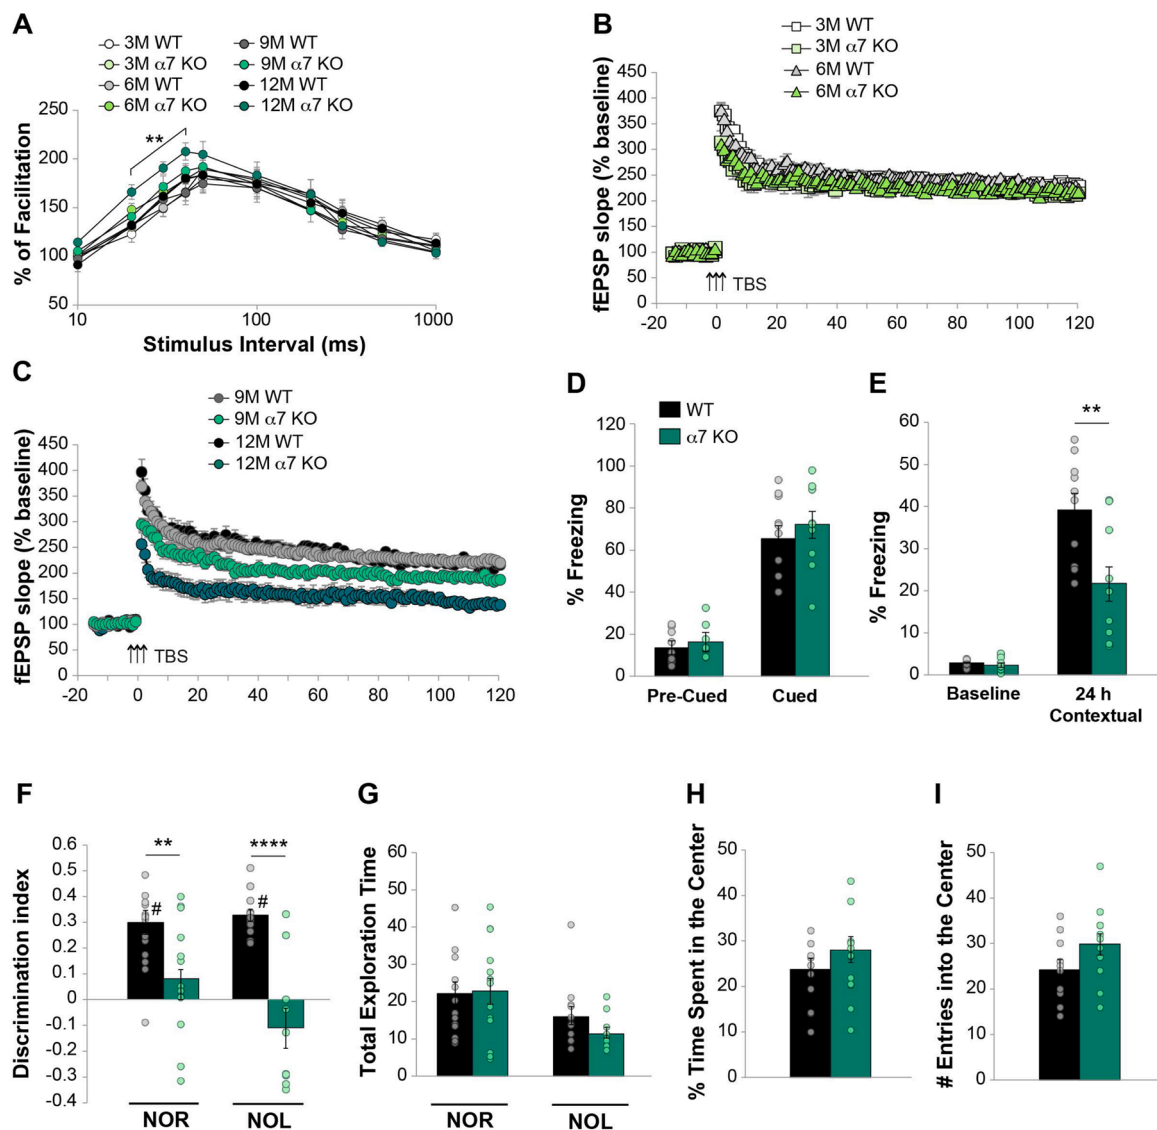 A
3M WT
3M α7 KO
6M WT
6M α7 KO
9M WT
9M α7 KO
12M WT
12M α7 KO
% of Facilitation
250
200
150
100
50
**
10
100
1000
Stimulus Interval (ms)
B
3M WT
3M α7 KO
6M WT
6M α7 KO
fEPSP slope (% baseline)
450
400
350
300
250
200
150
100
50
0
TBS
-20
0
20
40
60
80
100
120
C
9M WT
9M α7 KO
12M WT
12M α7 KO
fEPSP slope (% baseline)
450
400
350
300
250
200
150
100
50
0
TBS
-20
0
20
40
60
80
100
120
D
WT
α7 KO
% Freezing
120
100
80
60
40
20
0
Pre-Cued
Cued
E
**
% Freezing
60
50
40
30
20
10
0
Baseline
24 h
Contextual
F
Discrimination index
0.6
0.5
0.4
0.3
0.2
0.1
0
-0.1
-0.2
-0.3
-0.4
**
****
#
#
NOR
NOL
G
Total Exploration Time
60
50
40
30
20
10
0
NOR
NOL
H
% Time Spent in the Center
50
40
30
20
10
0
I
# Entries into the Center
50
40
30
20
10
0